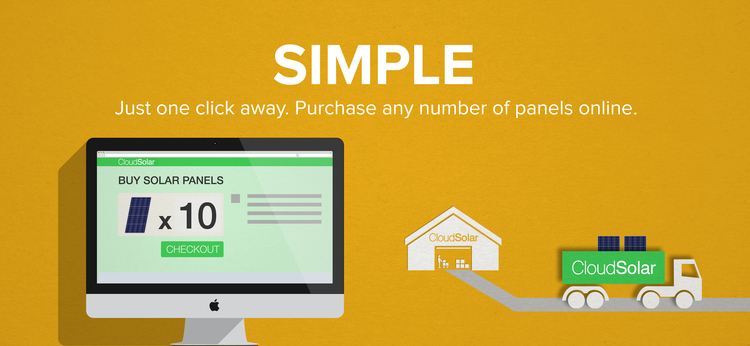 SIMPLE
Just one click away. Purchase any number of panels online.
CloudSolar
BUY SOLAR PANELS
x 10
CHECKOUT
CloudSolar
CloudSolar